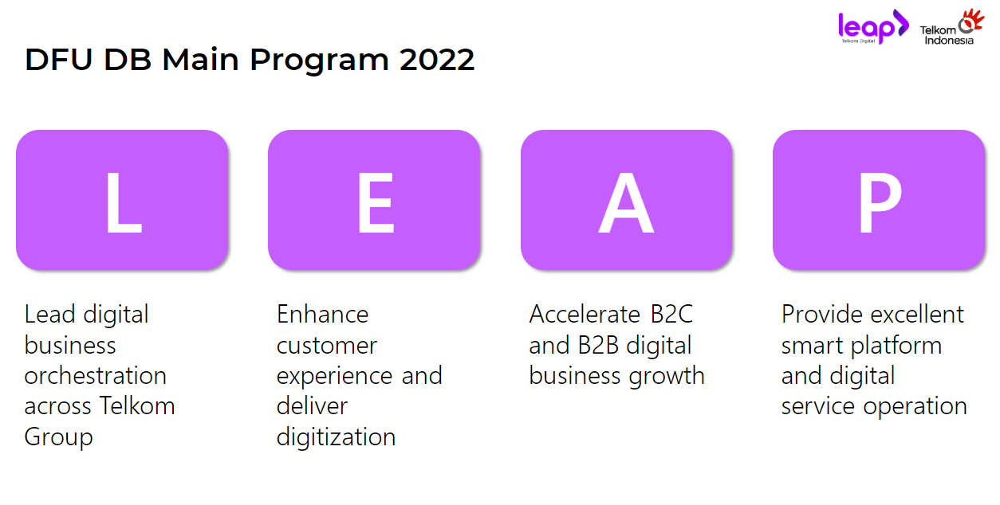 leap
Telkom Digital
Telkom
Indonesia
DFU DB Main Program 2022
L
Lead digital
business
orchestration
across Telkom
Group
E
Enhance
customer
experience and
deliver
digitization
A
Accelerate B2C
and B2B digital
business growth
P
Provide excellent
smart platform
and digital
service operation